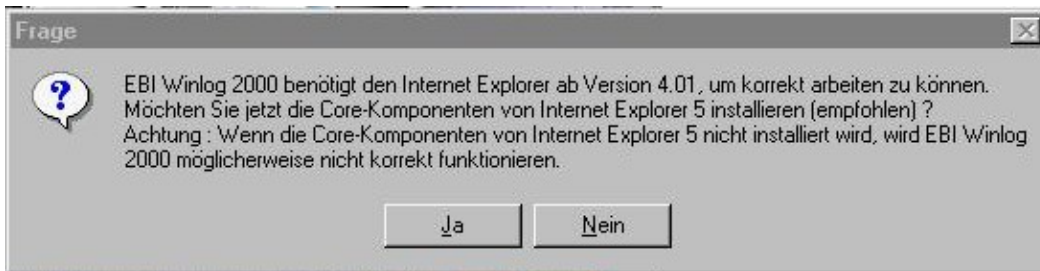 Frage
?
EBI Winlog 2000 benötigt den Internet Explorer ab Version 4.01, um korrekt arbeiten zu können.
Möchten Sie jetzt die Core-Komponenten von Internet Explorer 5 installieren (empfohlen) ?
Achtung : Wenn die Core-Komponenten von Internet Explorer 5 nicht installiert wird, wird EBI Winlog
2000 möglicherweise nicht korrekt funktionieren.
Ja Nein